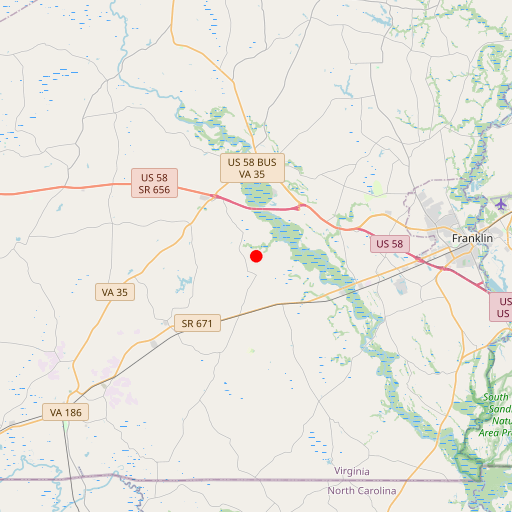 US 58 BUS
VA 35
US 58
SR 656
US 58
Franklin
VA 35
US
US
SR 671
South
Sand
Natu
Area Pr
VA 186
Virginia
North Carolina